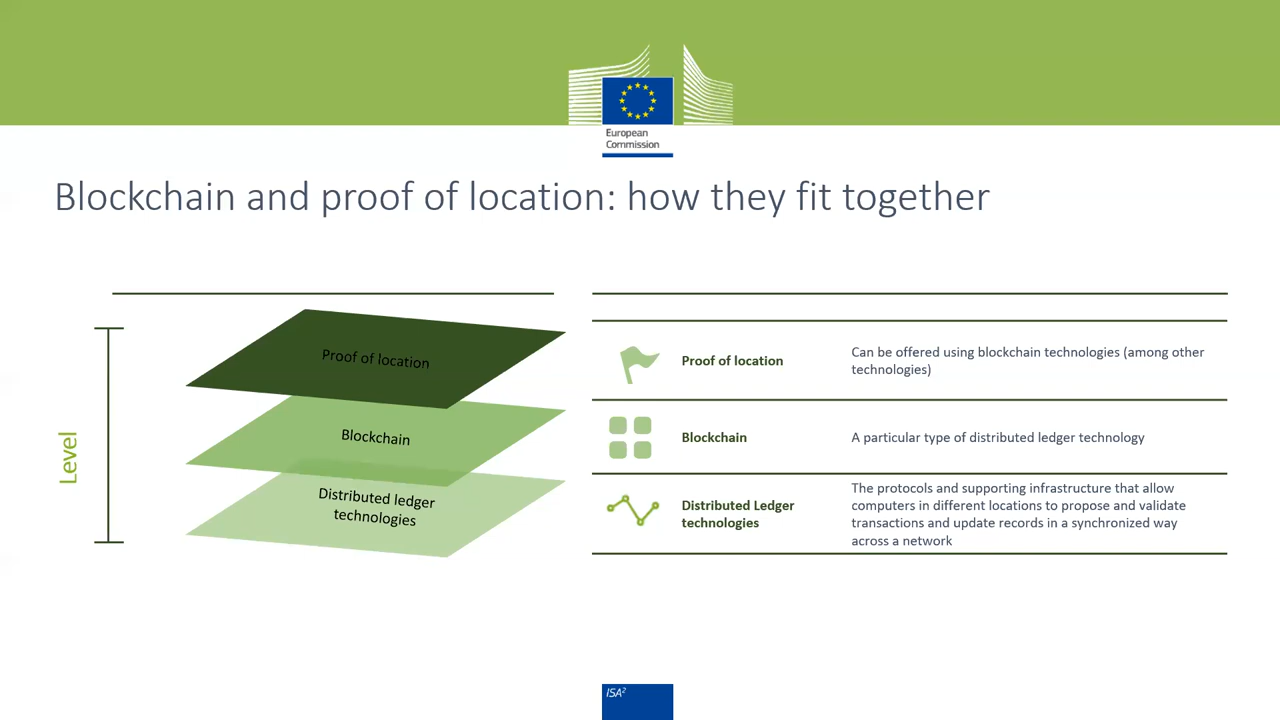 European
Commission
Blockchain and proof of location: how they fit together
Level
Proof of location
Blockchain
Distributed ledger
technologies
Proof of location
Can be offered using blockchain technologies (among other
technologies)
Blockchain
A particular type of distributed ledger technology
Distributed Ledger
technologies
The protocols and supporting infrastructure that allow
computers in different locations to propose and validate
transactions and update records in a synchronized way
across a network
ISA²